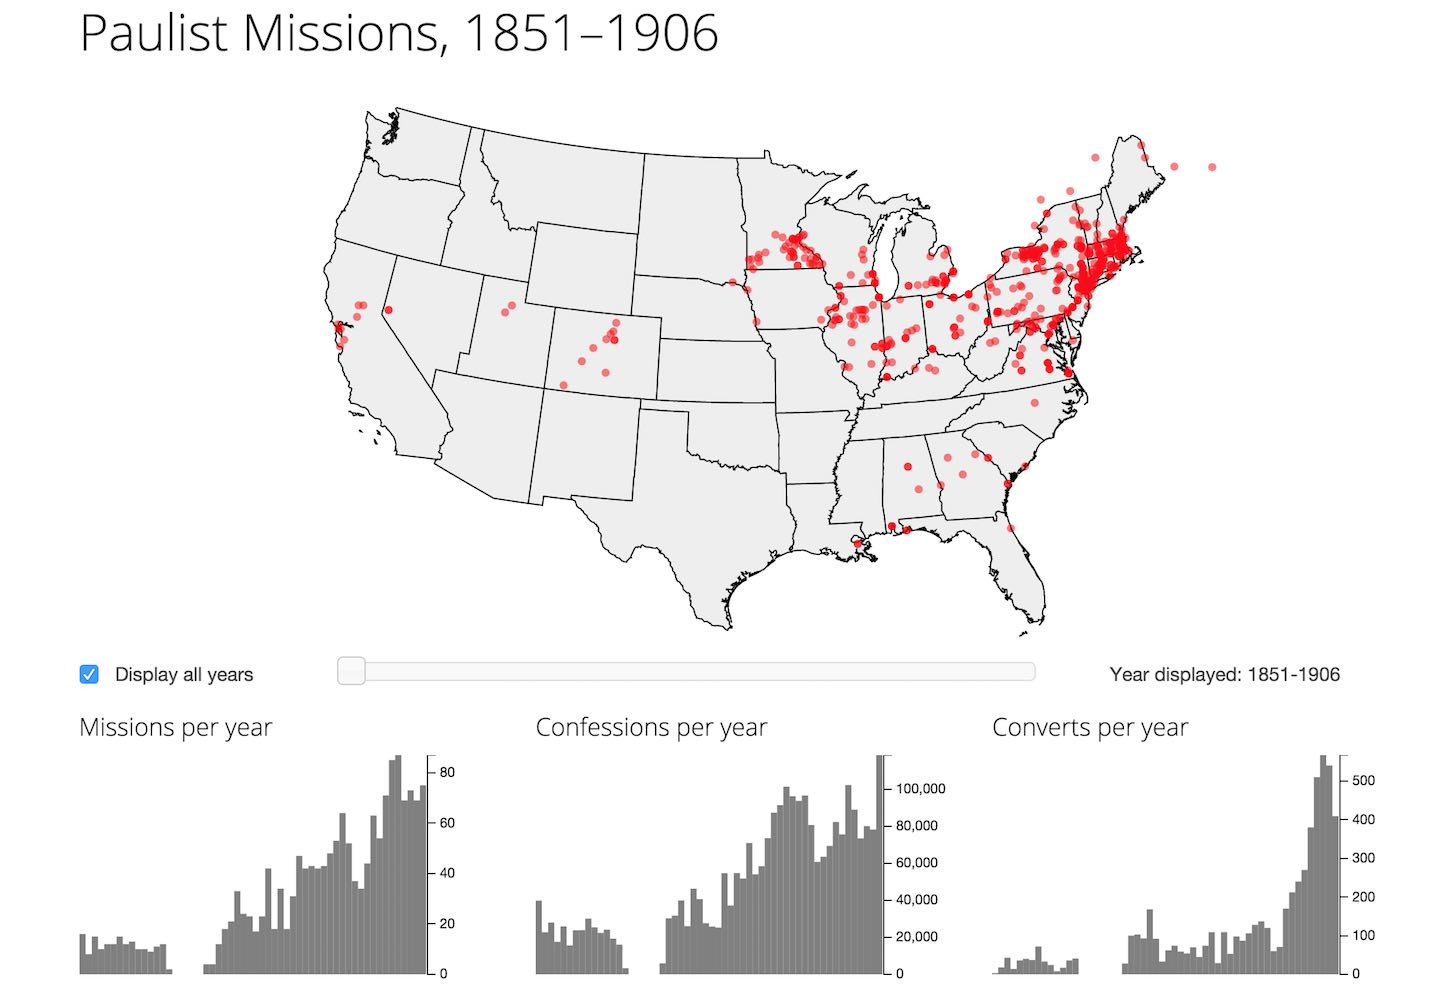 Paulist Missions, 1851–1906
Display all years
Year displayed: 1851-1906
Missions per year
Confessions per year
Converts per year
80
60
40
20
0
100,000
80,000
60,000
40,000
20,000
0
500
400
300
200
100
0